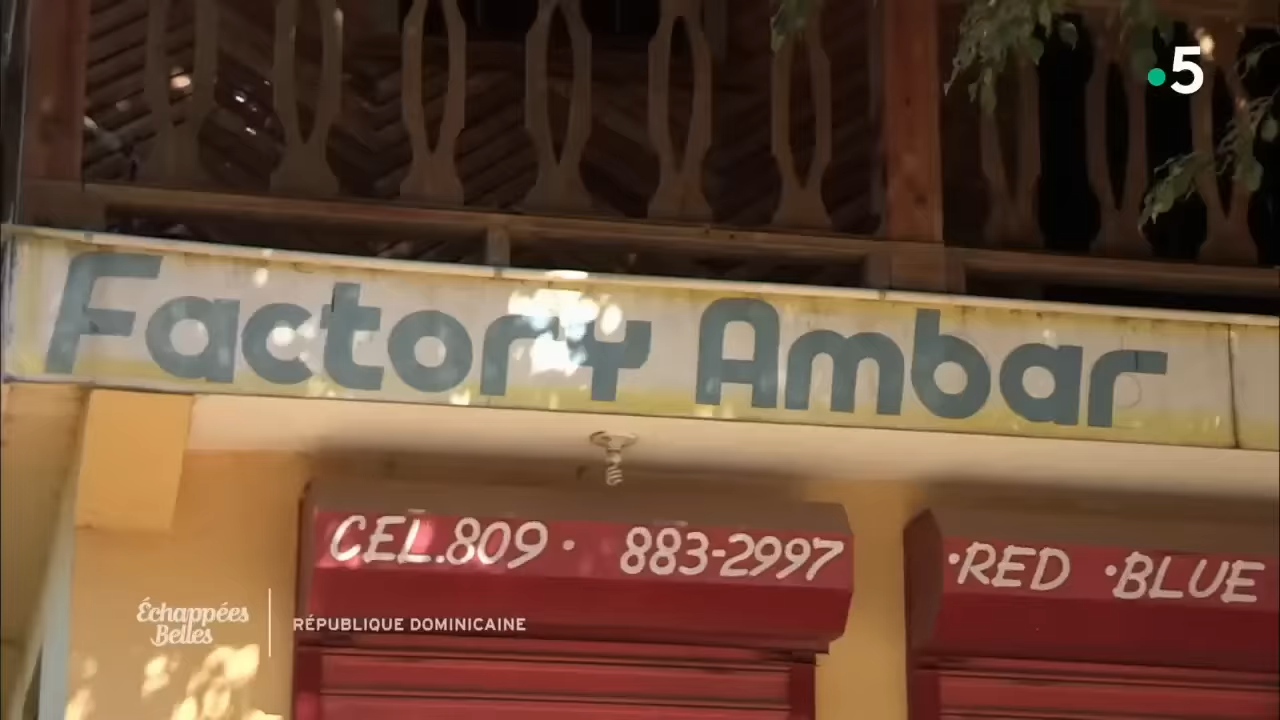 5
Factory Ambar
CEL.809 · 883-2997
·RED ·BLUE
Échappées
Belles
RÉPUBLIQUE DOMINICAINE